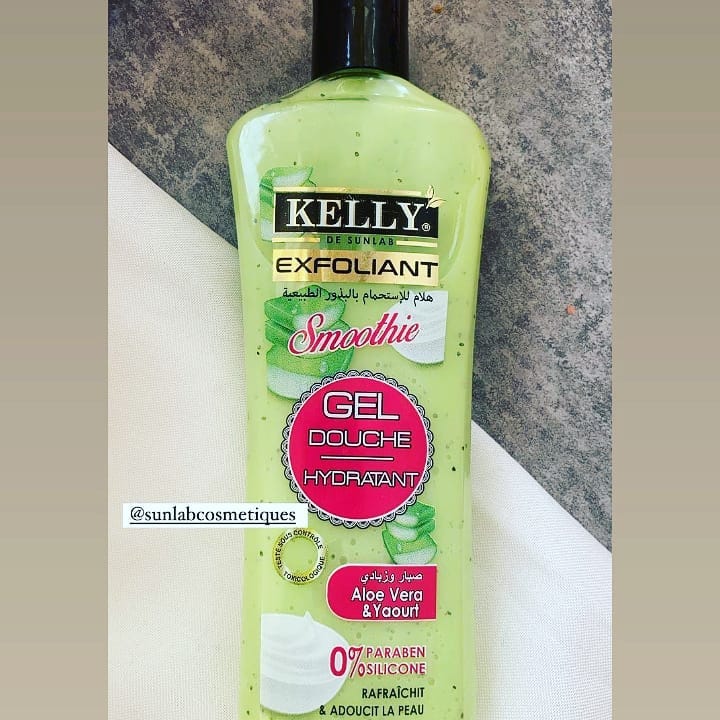 KELLY®
DE SUNLAB
EXFOLIANT
هلام للإستحمام بالبذور الطبيعية
Smoothie
GEL
DOUCHE
HYDRATANT
@sunlabcosmetiques
TESTÉ SOUS CONTRÔLE
TOXICOLOGIQUE
صبار وزبادي
Aloe Vera
&Yaourt
0% PARABEN
SILICONE
RAFRAÎCHIT
& ADOUCIT LA PEAU